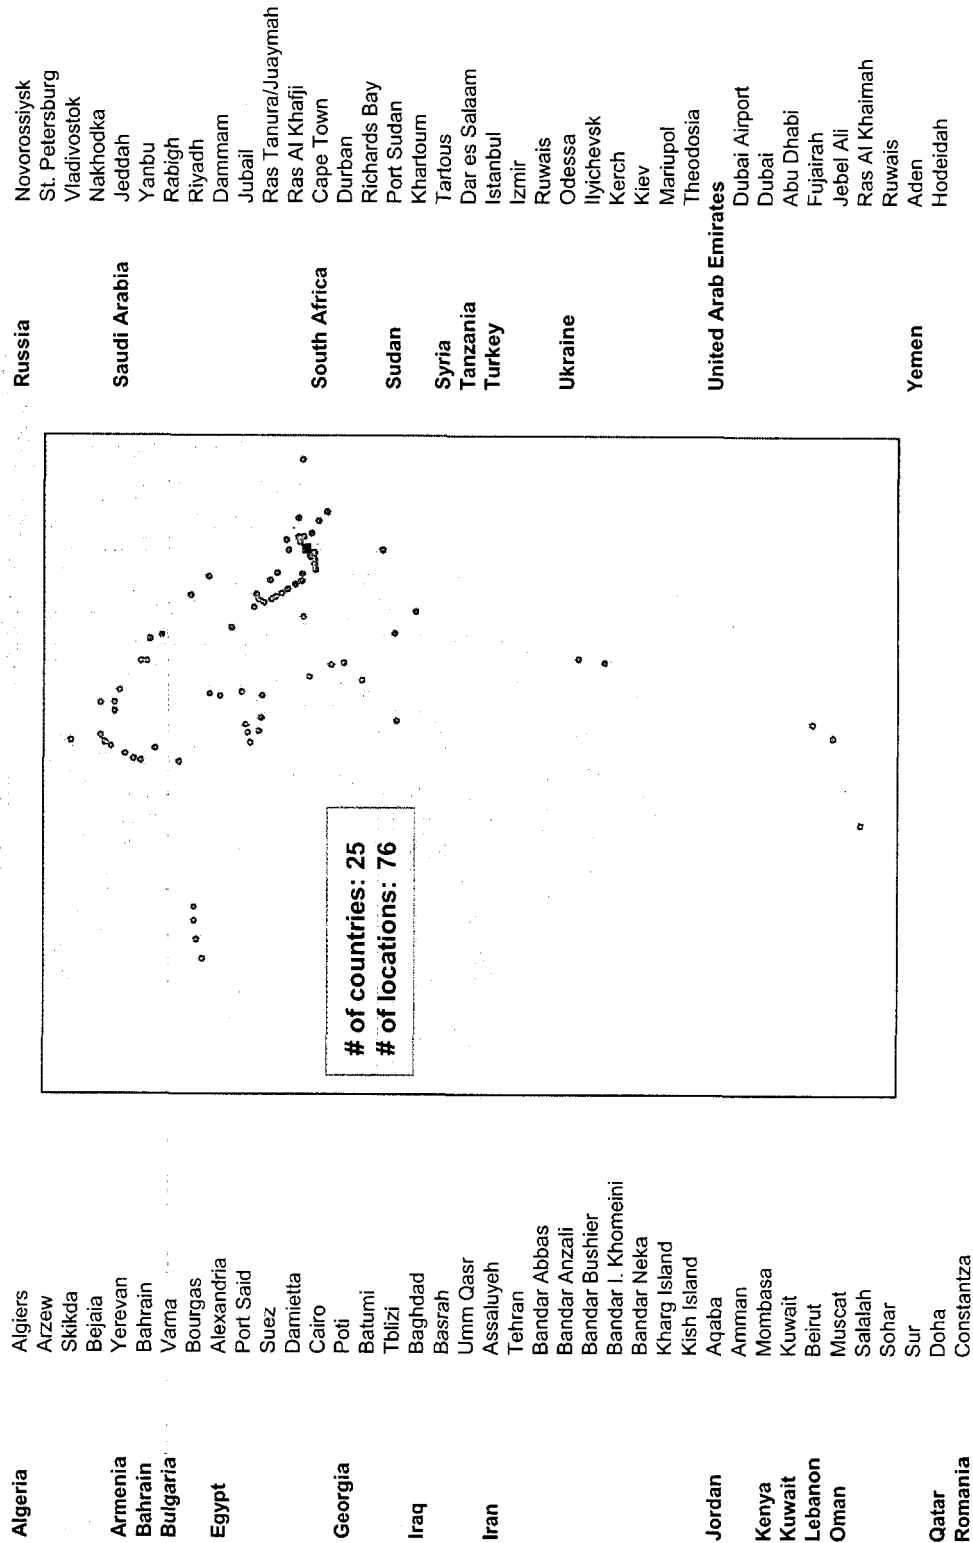 Algeria Algiers
Arzew
Skikda
Bejaia
Armenia Yerevan
Bahrain Bahrain
Bulgaria Varna
Bourgas
Egypt Alexandria
Port Said
Suez
Damietta
Cairo
Georgia Poti
Batumi
Tblizi
Iraq Baghdad
Basrah
Umm Qasr
Iran Assaluyeh
Tehran
Bandar Abbas
Bandar Anzali
Bandar Bushier
Bandar I. Khomeini
Bandar Neka
Kharg Island
Kish Island
Jordan Aqaba
Amman
Kenya Mombasa
Kuwait Kuwait
Lebanon Beirut
Oman Muscat
Salalah
Sohar
Sur
Qatar Doha
Romania Constantza
# of countries: 25
# of locations: 76
Russia Novorossiysk
St. Petersburg
Vladivostok
Nakhodka
Saudi Arabia Jeddah
Yanbu
Rabigh
Riyadh
Dammam
Jubail
Ras Tanura/Juaymah
Ras Al Khafji
South Africa Cape Town
Durban
Richards Bay
Sudan Port Sudan
Khartoum
Syria Tartous
Tanzania Dar es Salaam
Turkey Istanbul
Izmir
Ruwais
Ukraine Odessa
Ilyichevsk
Kerch
Kiev
Mariupol
Theodosia
United Arab Emirates
Dubai Airport
Dubai
Abu Dhabi
Fujairah
Jebel Ali
Ras Al Khaimah
Ruwais
Yemen Aden
Hodeidah